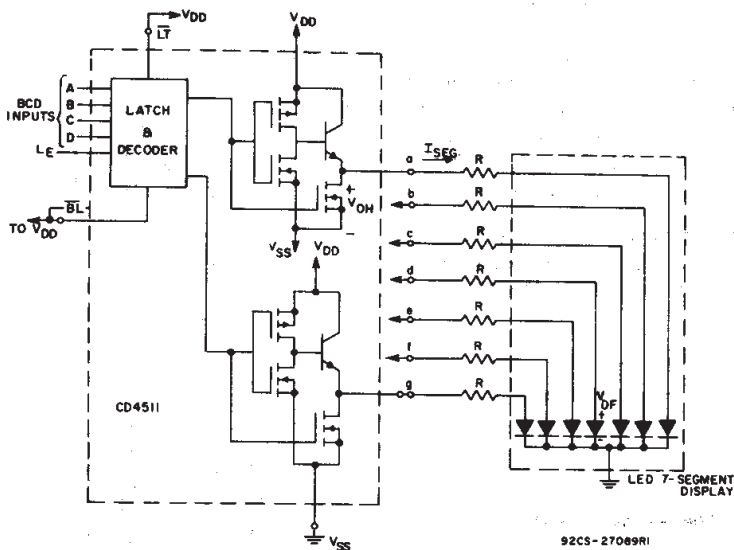 VDD
LT
VDD
BCD INPUTS
A
B
C
D
LE
LATCH
&
DECODER
BL
TO VDD
a
ISEG.
R
b
R
c
R
d
R
e
R
f
R
g
R
+
VOH
–
VSS
VDD
CD4511
VSS
VDF
+
–
LED 7-SEGMENT
DISPLAY
92CS-27089R1